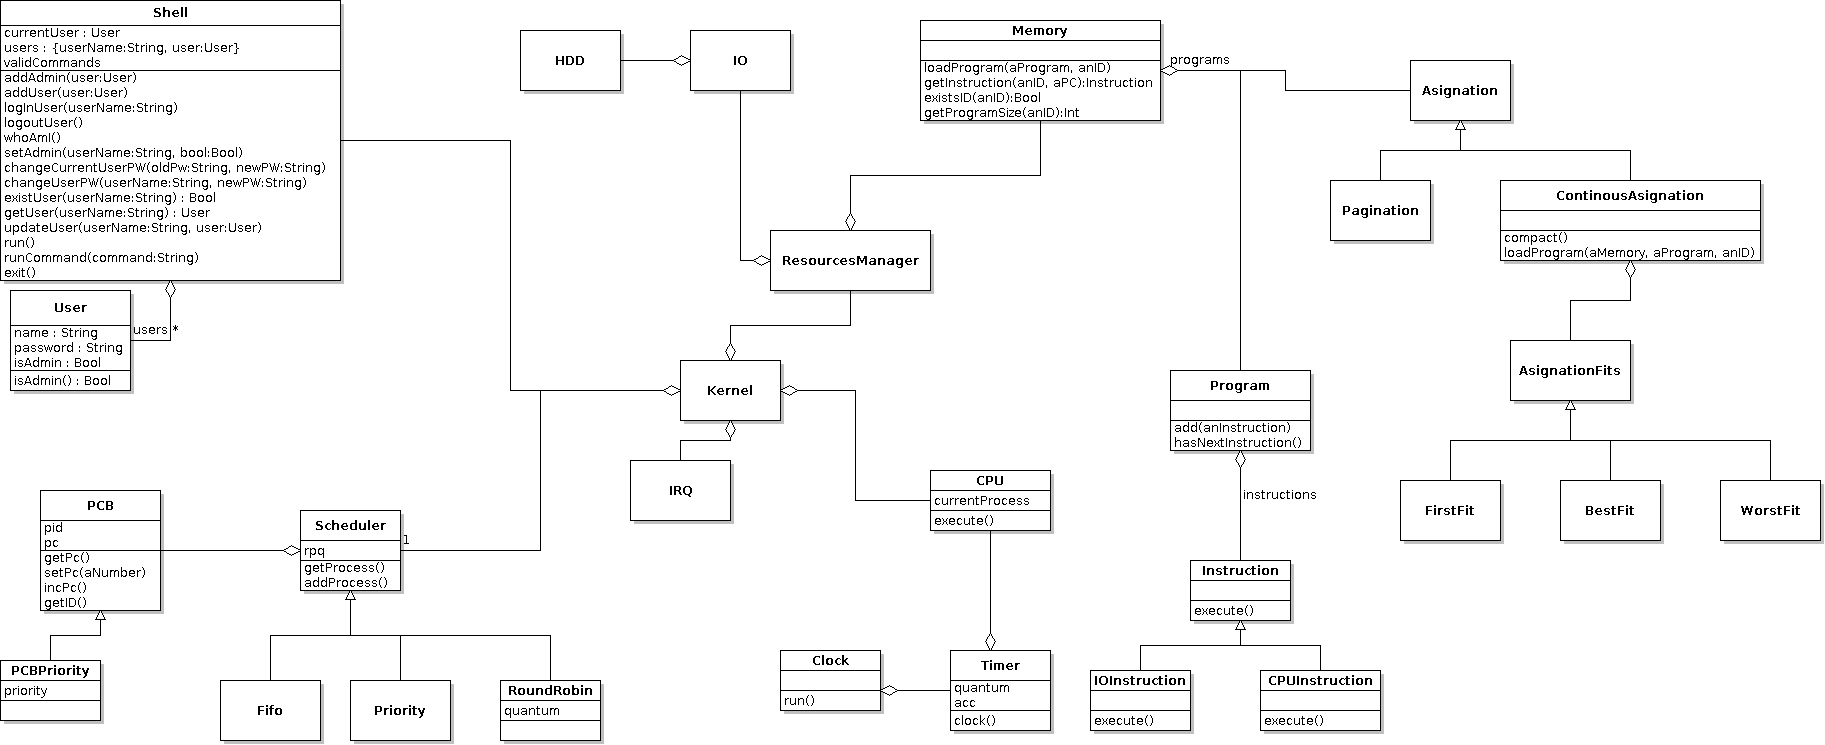 Shell
currentUser : User
users : {userName:String, user:User}
validCommands
addAdmin(user:User)
addUser(user:User)
logInUser(userName:String)
logoutUser()
whoAmI()
setAdmin(userName:String, bool:Bool)
changeCurrentUserPW(oldPw:String, newPW:String)
changeUserPW(userName:String, newPW:String)
existUser(userName:String) : Bool
getUser(userName:String) : User
updateUser(userName:String, user:User)
run()
runCommand(command:String)
exit()
User
name : String
password : String
isAdmin : Bool
isAdmin() : Bool
users *
HDD
IO
Memory
loadProgram(aProgram, anID)
getInstruction(anID, aPC):Instruction
existsID(anID):Bool
getProgramSize(anID):Int
programs
Asignation
Pagination
ContinousAsignation
compact()
loadProgram(aMemory, aProgram, anID)
ResourcesManager
AsignationFits
Kernel
Program
add(anInstruction)
hasNextInstruction()
IRQ
instructions
CPU
currentProcess
execute()
FirstFit
BestFit
WorstFit
PCB
pid
pc
getPc()
setPc(aNumber)
incPc()
getID()
Scheduler
rpq
getProcess()
addProcess()
1
Instruction
execute()
PCBPriority
priority
Fifo
Priority
RoundRobin
quantum
Clock
run()
Timer
quantum
acc
clock()
IOInstruction
execute()
CPUInstruction
execute()